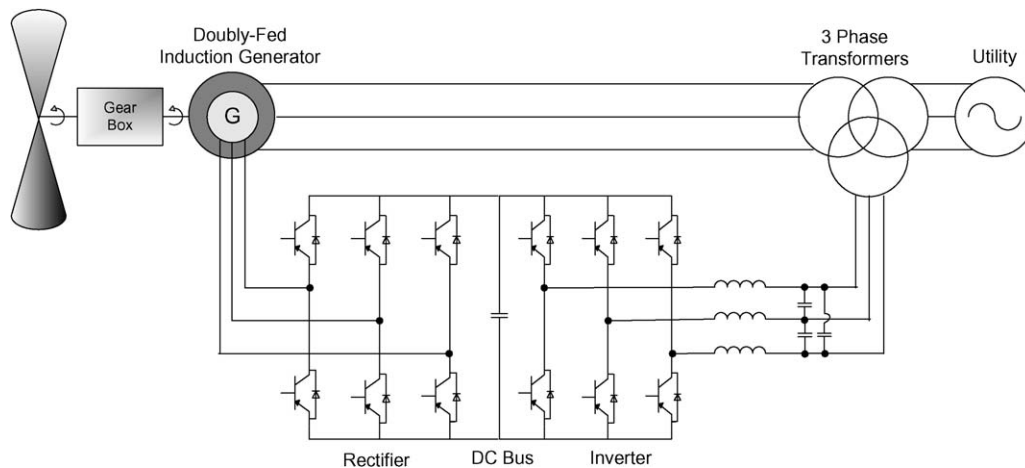 Doubly-Fed
Induction Generator
3 Phase
Transformers
Utility
Gear
Box
G
Rectifier
DC Bus
Inverter